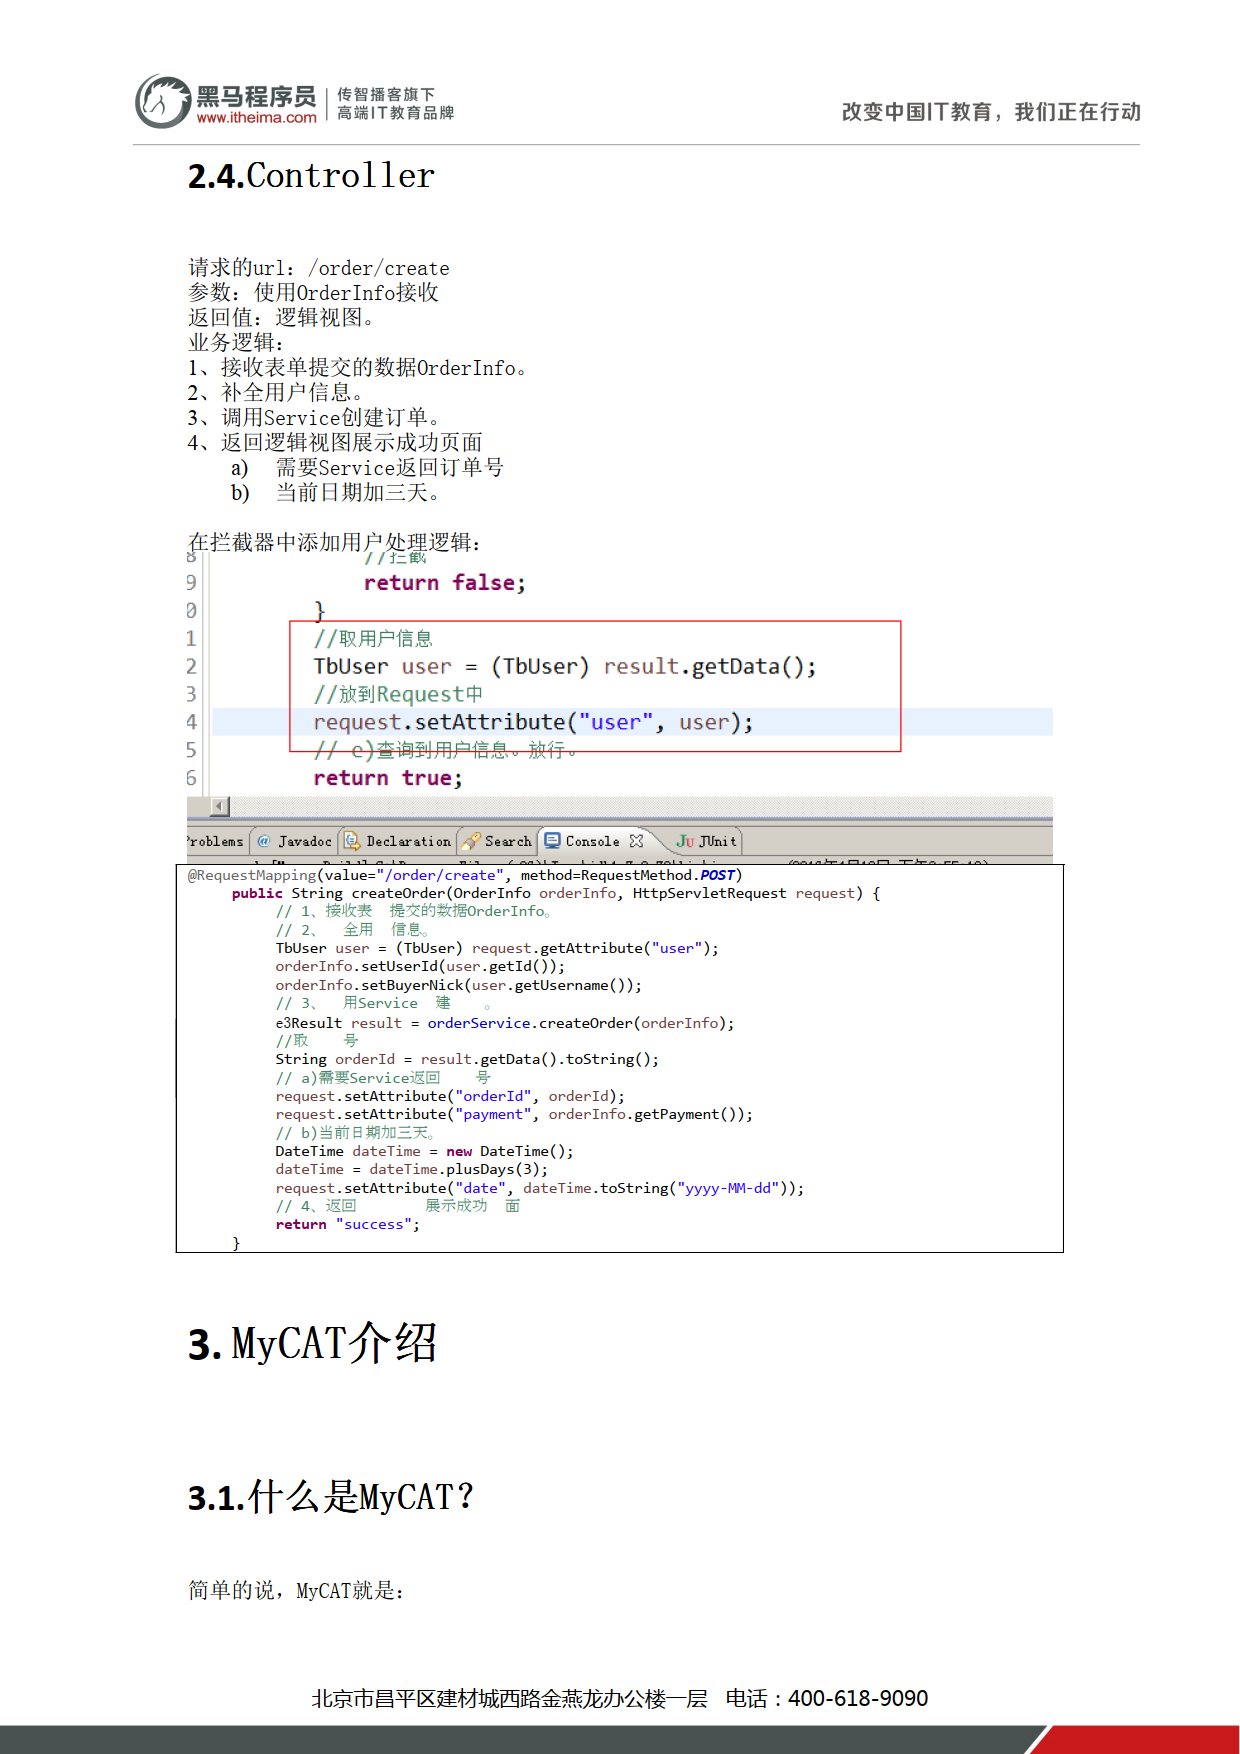 黑马程序员
www.itheima.com
传智播客旗下
高端IT教育品牌
改变中国IT教育，我们正在行动
2.4.Controller
请求的url：/order/create
参数：使用OrderInfo接收
返回值：逻辑视图。
业务逻辑：
1、接收表单提交的数据OrderInfo。
2、补全用户信息。
3、调用Service创建订单。
4、返回逻辑视图展示成功页面
a) 需要Service返回订单号
b) 当前日期加三天。
在拦截器中添加用户处理逻辑：
8 //拦截
9 return false;
0 }
1 //取用户信息
2 TbUser user = (TbUser) result.getData();
3 //放到Request中
4 request.setAttribute("user", user);
5 // e)查询到用户信息。放行。
6 return true;
Problems @ Javadoc Declaration Search Console JUnit
@RequestMapping(value="/order/create", method=RequestMethod.POST)
public String createOrder(OrderInfo orderInfo, HttpServletRequest request) {
// 1、接收表 提交的数据OrderInfo。
// 2、 全用 信息。
TbUser user = (TbUser) request.getAttribute("user");
orderInfo.setUserId(user.getId());
orderInfo.setBuyerNick(user.getUsername());
// 3、 用Service 建 。
e3Result result = orderService.createOrder(orderInfo);
//取 号
String orderId = result.getData().toString();
// a)需要Service返回 号
request.setAttribute("orderId", orderId);
request.setAttribute("payment", orderInfo.getPayment());
// b)当前日期加三天。
DateTime dateTime = new DateTime();
dateTime = dateTime.plusDays(3);
request.setAttribute("date", dateTime.toString("yyyy-MM-dd"));
// 4、返回 展示成功 面
return "success";
}
3. MyCAT介绍
3.1.什么是MyCAT？
简单的说，MyCAT就是：
北京市昌平区建材城西路金燕龙办公楼一层 电话：400-618-9090